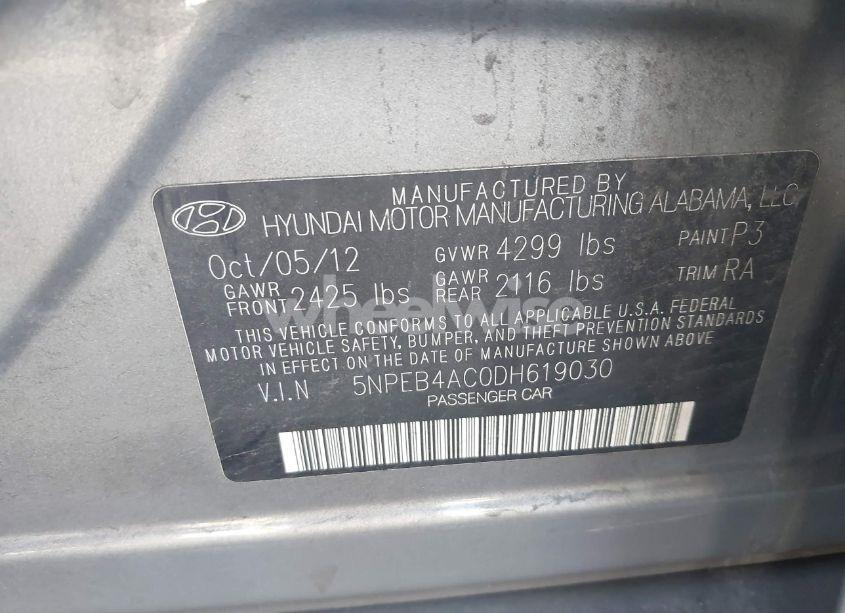 MANUFACTURED BY
HYUNDAI MOTOR MANUFACTURING ALABAMA, LLC
Oct/05/12 GVWR 4299 lbs PAINT P3
GAWR FRONT 2425 lbs GAWR REAR 2116 lbs TRIM RA
THIS VEHICLE CONFORMS TO ALL APPLICABLE U.S.A. FEDERAL
MOTOR VEHICLE SAFETY, BUMPER, AND THEFT PREVENTION STANDARDS
IN EFFECT ON THE DATE OF MANUFACTURE SHOWN ABOVE
V.I.N 5NPEB4AC0DH619030
PASSENGER CAR
wheelwise